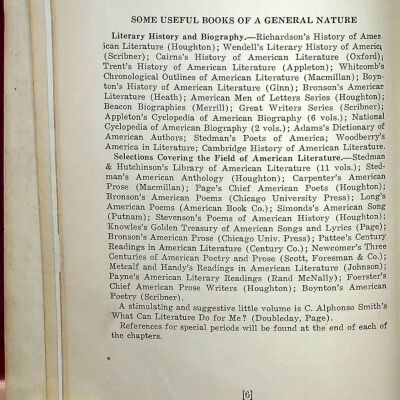 SOME USEFUL BOOKS OF A GENERAL NATURE
Literary History and Biography.—Richardson's History of Amer-
ican Literature (Houghton); Wendell's Literary History of America
(Scribner); Cairns's History of American Literature (Oxford);
Trent's History of American Literature (Appleton); Whitcomb's
Chronological Outlines of American Literature (Macmillan); Boyn-
ton's History of American Literature (Ginn); Bronson's American
Literature (Heath); American Men of Letters Series (Houghton);
Beacon Biographies (Merrill); Great Writers Series (Scribner);
Appleton's Cyclopedia of American Biography (6 vols.); National
Cyclopedia of American Biography (2 vols.); Adams's Dictionary of
American Authors; Stedman's Poets of America; Woodberry's
America in Literature; Cambridge History of American Literature.
Selections Covering the Field of American Literature.—Stedman
& Hutchinson's Library of American Literature (11 vols.); Sted-
man's American Anthology (Houghton); Carpenter's American
Prose (Macmillan); Page's Chief American Poets (Houghton);
Bronson's American Poems (Chicago University Press); Long's
American Poems (American Book Co.); Simonds's American Song
(Putnam); Stevenson's Poems of American History (Houghton);
Knowles's Golden Treasury of American Songs and Lyrics (Page);
Bronson's American Prose (Chicago Univ. Press); Pattee's Century
Readings in American Literature (Century Co.); Newcomer's Three
Centuries of American Poetry and Prose (Scott, Foresman & Co.);
Metcalf and Handy's Readings in American Literature (Johnson);
Payne's American Literary Readings (Rand McNally); Foerster's
Chief American Prose Writers (Houghton); Boynton's American
Poetry (Scribner).
A stimulating and suggestive little volume is C. Alphonso Smith's
What Can Literature Do for Me? (Doubleday, Page).
References for special periods will be found at the end of each of
the chapters.
[6]